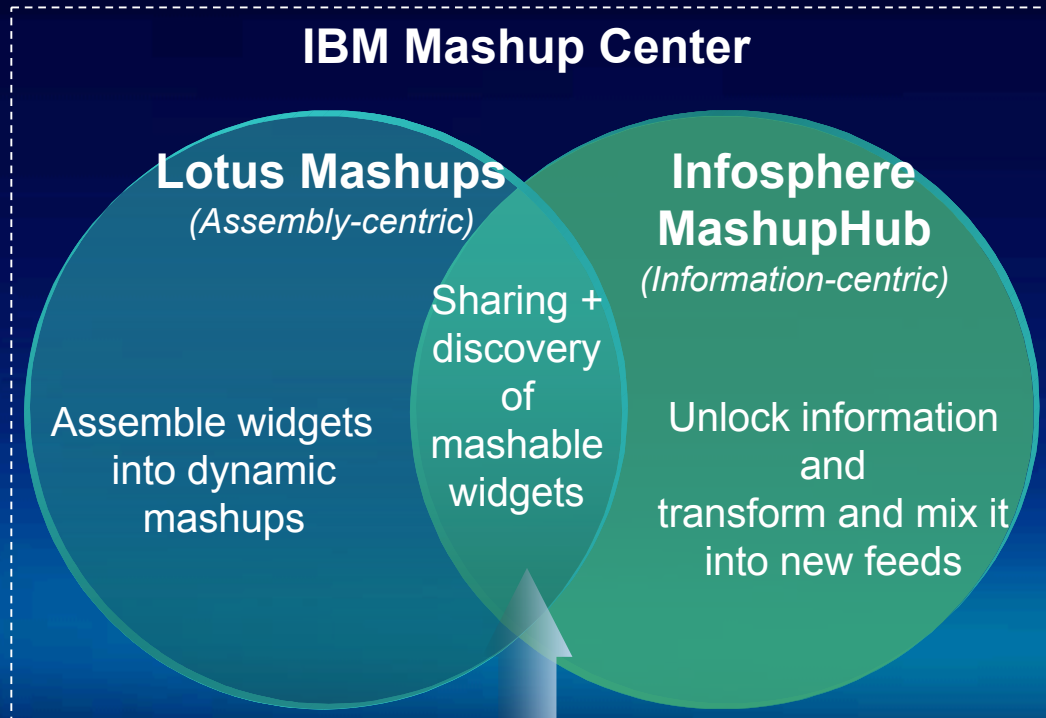 IBM Mashup Center
Lotus Mashups
(Assembly-centric)
Assemble widgets
into dynamic
mashups
Sharing +
discovery
of
mashable
widgets
Infosphere
MashupHub
(Information-centric)
Unlock information
and
transform and mix it
into new feeds